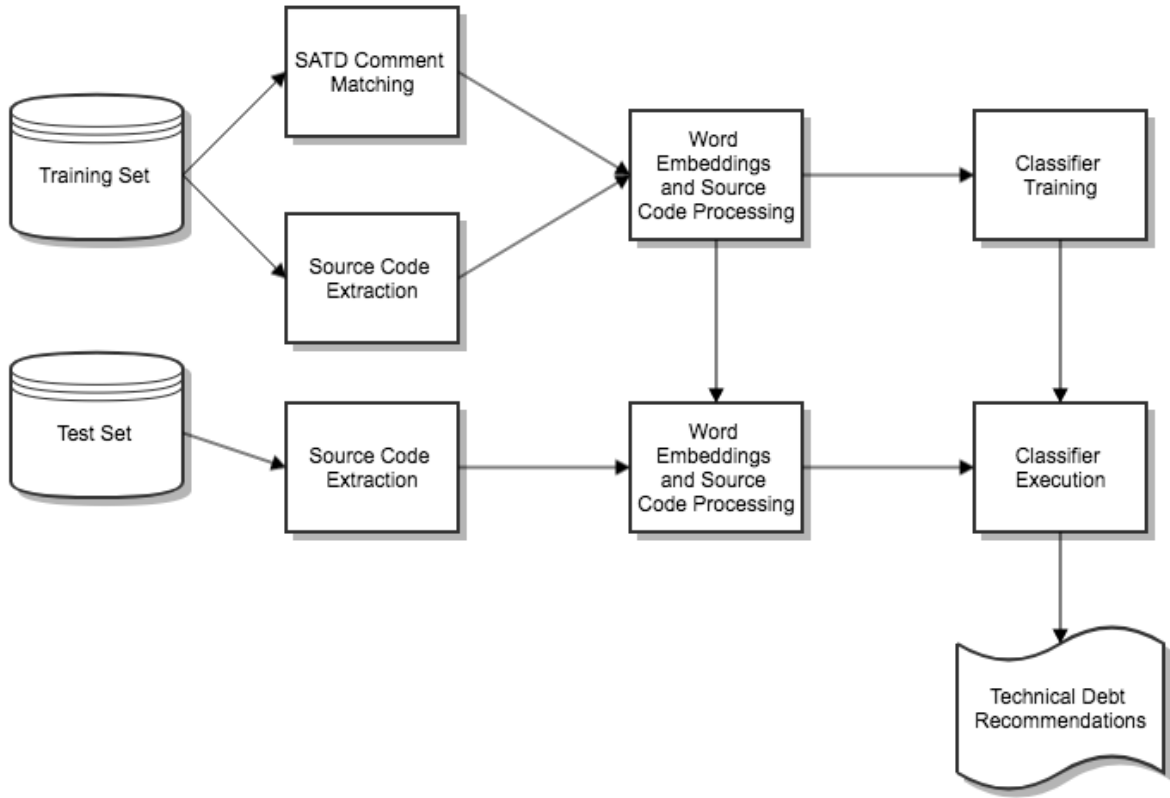 SATD Comment
Matching
Training Set
Word
Embeddings
and Source
Code Processing
Classifier
Training
Source Code
Extraction
Test Set
Source Code
Extraction
Word
Embeddings
and Source
Code Processing
Classifier
Execution
Technical Debt
Recommendations